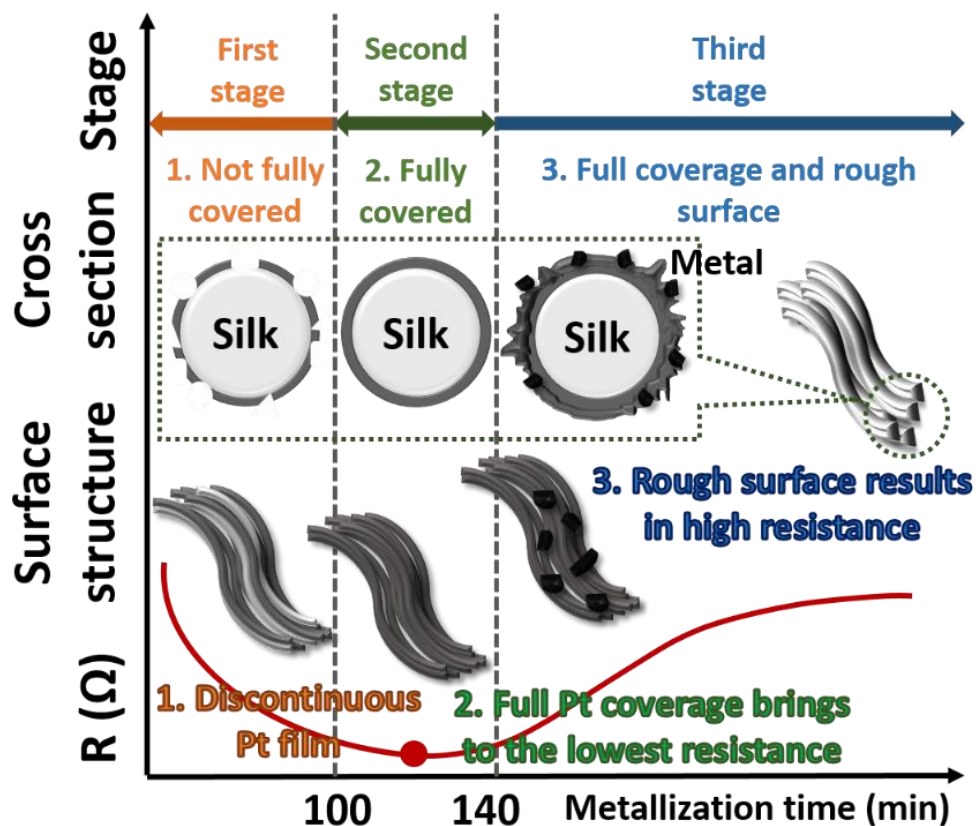 Stage
First
stage
Second
stage
Third
stage
1. Not fully
covered
2. Fully
covered
3. Full coverage and rough
surface
Cross
section
Silk
Silk
Silk
Metal
Surface
structure
3. Rough surface results
in high resistance
R (Ω)
1. Discontinuous
Pt film
2. Full Pt coverage brings
to the lowest resistance
100
140
Metallization time (min)